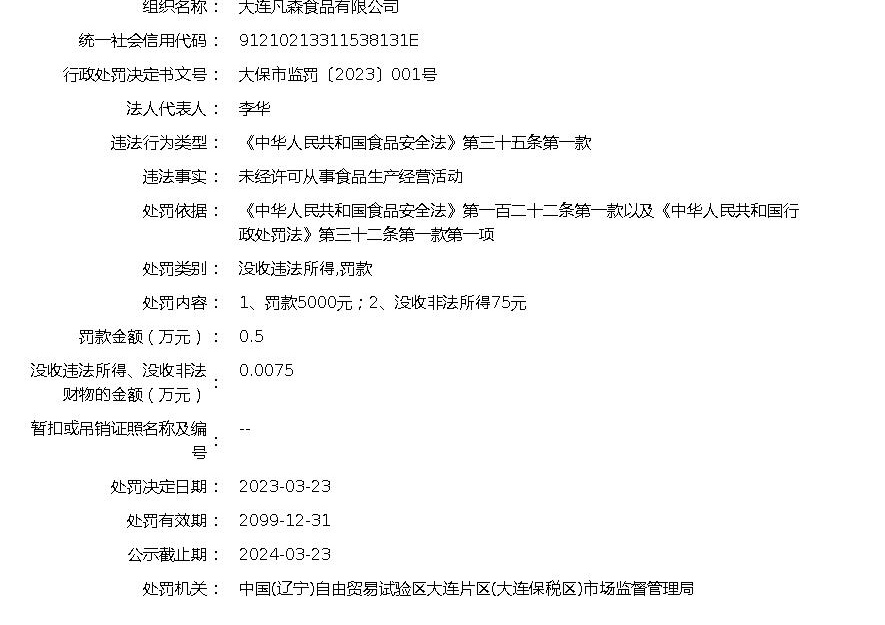 组织名称： 大连凡森食品有限公司
统一社会信用代码： 91210213311538131E
行政处罚决定书文号： 大保市监罚〔2023〕001号
法人代表人： 李华
违法行为类型： 《中华人民共和国食品安全法》第三十五条第一款
违法事实： 未经许可从事食品生产经营活动
处罚依据： 《中华人民共和国食品安全法》第一百二十二条第一款以及《中华人民共和国行
政处罚法》第三十二条第一款第一项
处罚类别： 没收违法所得,罚款
处罚内容： 1、罚款5000元；2、没收非法所得75元
罚款金额（万元）： 0.5
没收违法所得、没收非法
财物的金额（万元）： 0.0075
暂扣或吊销证照名称及编
号： --
处罚决定日期： 2023-03-23
处罚有效期： 2099-12-31
公示截止期： 2024-03-23
处罚机关： 中国(辽宁)自由贸易试验区大连片区(大连保税区)市场监督管理局